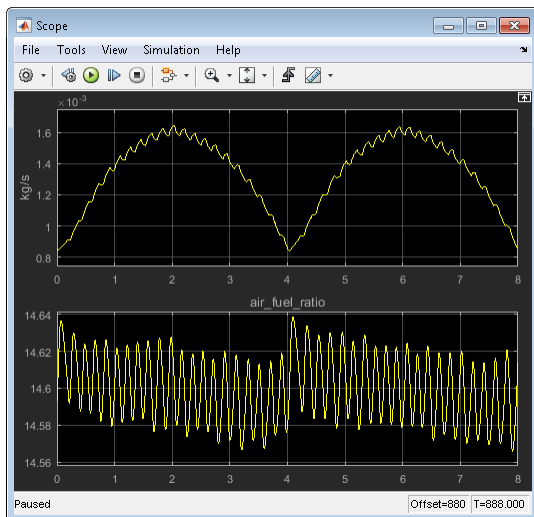 Scope
File Tools View Simulation Help
×10⁻³
1.6
1.4
1.2
1
0.8
kg/s
0 1 2 3 4 5 6 7 8
air_fuel_ratio
14.64
14.62
14.6
14.58
14.56
0 1 2 3 4 5 6 7 8
Paused Offset=880 T=888.000